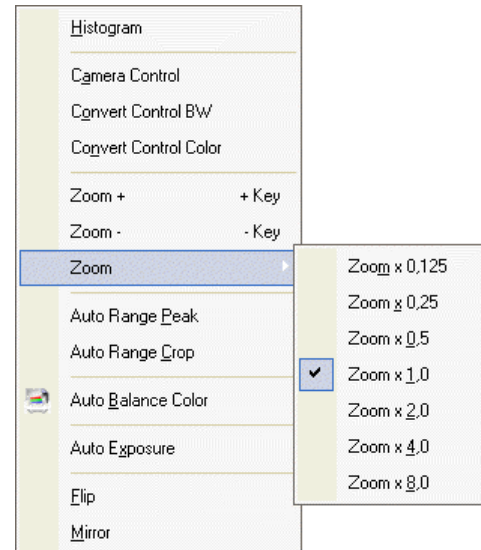 Histogram
Camera Control
Convert Control BW
Convert Control Color
Zoom + + Key
Zoom - - Key
Zoom
Auto Range Peak
Auto Range Crop
Auto Balance Color
Auto Exposure
Flip
Mirror
Zoom x 0,125
Zoom x 0,25
Zoom x 0,5
Zoom x 1,0
Zoom x 2,0
Zoom x 4,0
Zoom x 8,0